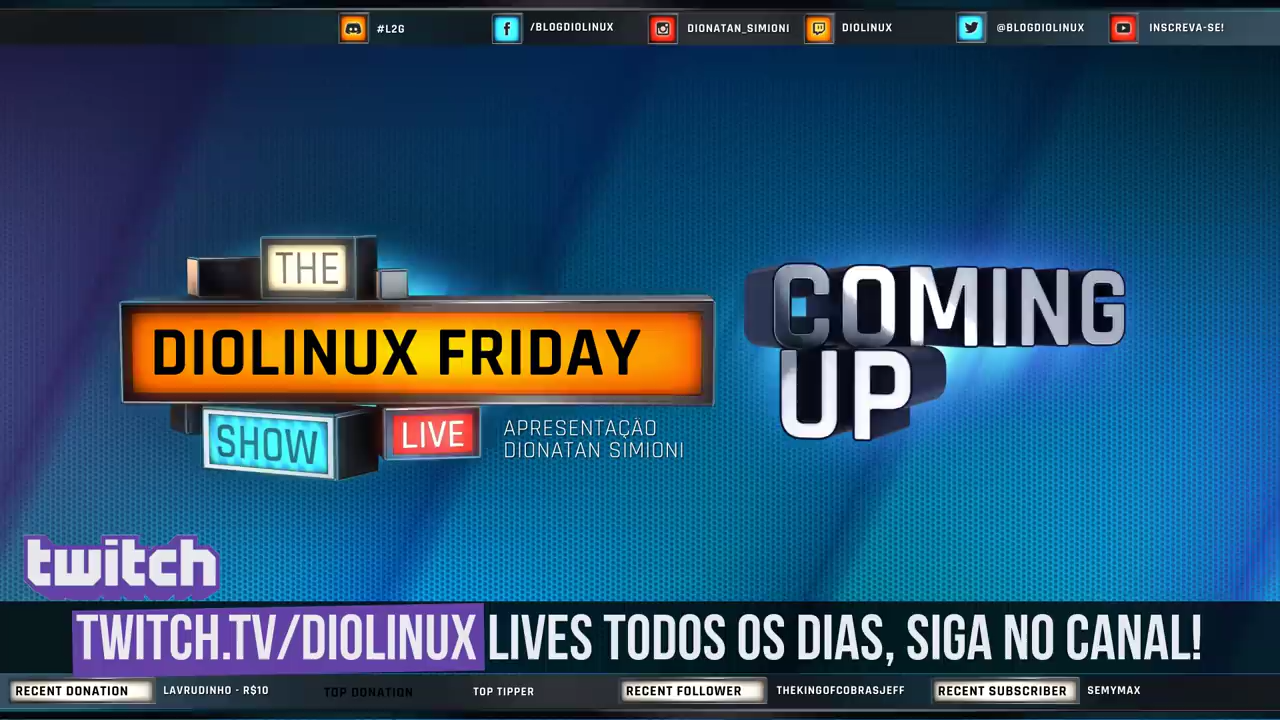 #L2G
/BLOGDIOLINUX
DIONATAN_SIMIONI
DIOLINUX
@BLOGDIOLINUX
INSCREVA-SE!
THE
DIOLINUX FRIDAY
SHOW
LIVE
APRESENTAÇÃO
DIONATAN SIMIONI
COMING
UP
twitch
TWITCH.TV/DIOLINUX LIVES TODOS OS DIAS, SIGA NO CANAL!
RECENT DONATION
LAVRUDINHO - R$10
TOP DONATION
TOP TIPPER
RECENT FOLLOWER
THEKINGOFCOBRASJEFF
RECENT SUBSCRIBER
SEMYMAX